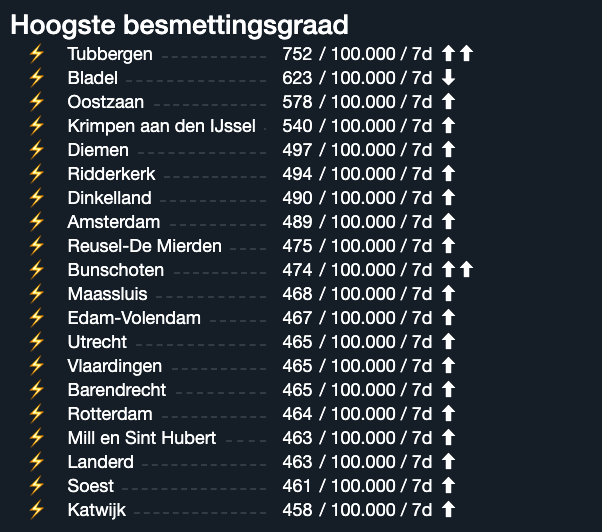 Hoogste besmettingsgraad
⚡ Tubbergen 752 / 100.000 / 7d ⬆⬆
⚡ Bladel 623 / 100.000 / 7d ⬇
⚡ Oostzaan 578 / 100.000 / 7d ⬆
⚡ Krimpen aan den IJssel 540 / 100.000 / 7d ⬆
⚡ Diemen 497 / 100.000 / 7d ⬆
⚡ Ridderkerk 494 / 100.000 / 7d ⬆
⚡ Dinkelland 490 / 100.000 / 7d ⬆
⚡ Amsterdam 489 / 100.000 / 7d ⬆
⚡ Reusel-De Mierden 475 / 100.000 / 7d ⬆
⚡ Bunschoten 474 / 100.000 / 7d ⬆⬆
⚡ Maassluis 468 / 100.000 / 7d ⬆
⚡ Edam-Volendam 467 / 100.000 / 7d ⬆
⚡ Utrecht 465 / 100.000 / 7d ⬆
⚡ Vlaardingen 465 / 100.000 / 7d ⬆
⚡ Barendrecht 465 / 100.000 / 7d ⬆
⚡ Rotterdam 464 / 100.000 / 7d ⬆
⚡ Mill en Sint Hubert 463 / 100.000 / 7d ⬆
⚡ Landerd 463 / 100.000 / 7d ⬆
⚡ Soest 461 / 100.000 / 7d ⬆
⚡ Katwijk 458 / 100.000 / 7d ⬆